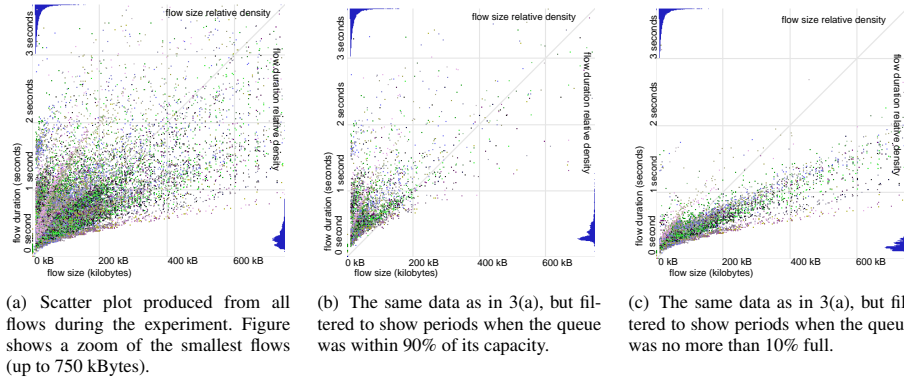 flow size relative density
flow duration relative density
3 seconds
2 seconds
1 second
0 second
flow duration (seconds)
0 kB
200 kB
400 kB
600 kB
flow size (kilobytes)
(a) Scatter plot produced from all
flows during the experiment. Figure
shows a zoom of the smallest flows
(up to 750 kBytes).
flow size relative density
flow duration relative density
3 seconds
2 seconds
1 second
0 second
flow duration (seconds)
0 kB
200 kB
400 kB
600 kB
flow size (kilobytes)
(b) The same data as in 3(a), but fil-
tered to show periods when the queue
was within 90% of its capacity.
flow size relative density
flow duration relative density
3 seconds
2 seconds
1 second
0 second
flow duration (seconds)
0 kB
200 kB
400 kB
600 kB
flow size (kilobytes)
(c) The same data as in 3(a), but fil
tered to show periods when the queu
was no more than 10% full.